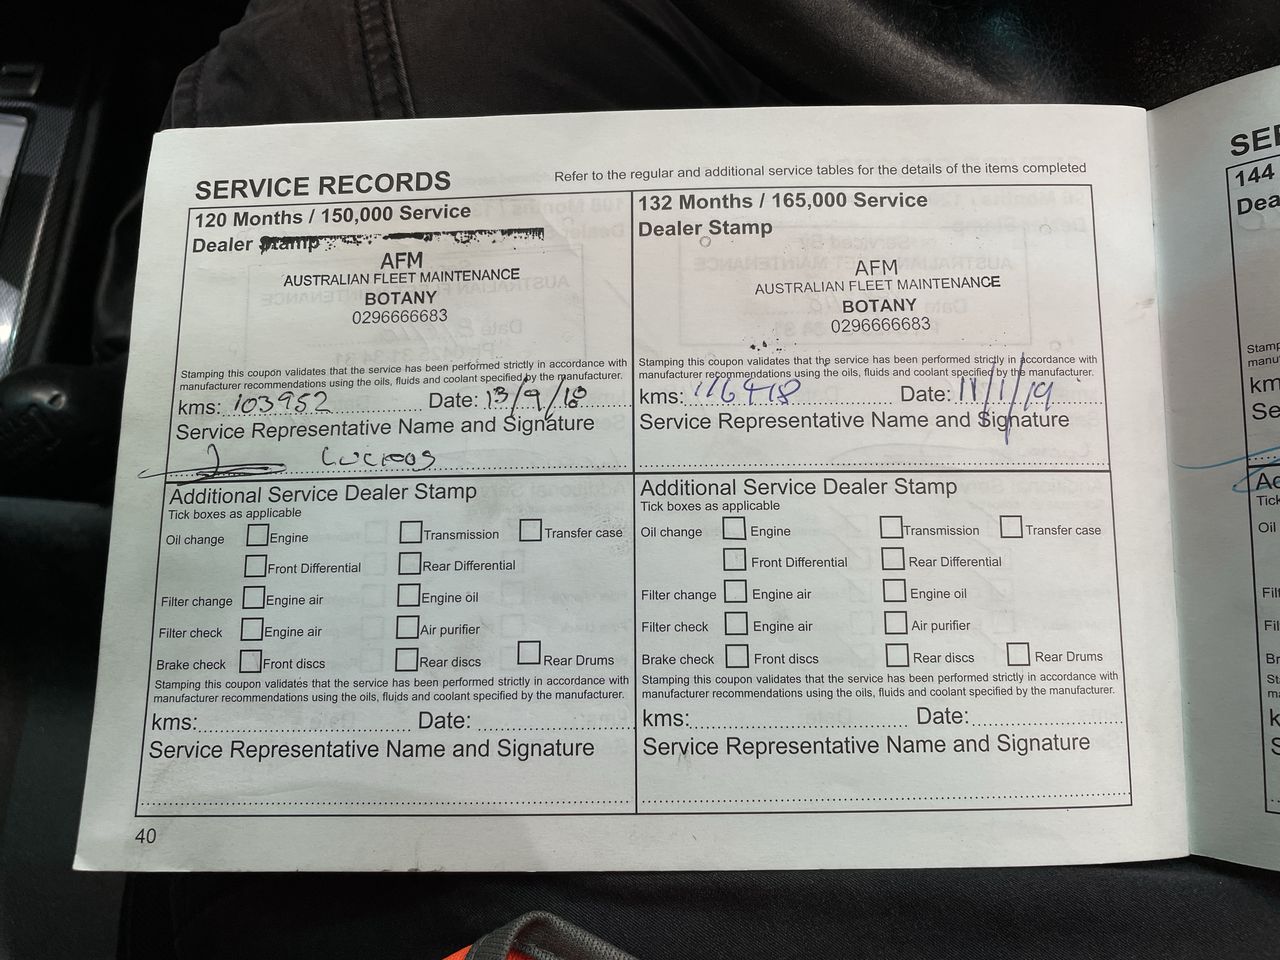 SERVICE RECORDS
Refer to the regular and additional service tables for the details of the items completed
120 Months / 150,000 Service
Dealer Stamp
AFM
AUSTRALIAN FLEET MAINTENANCE
BOTANY
0296666683
Stamping this coupon validates that the service has been performed strictly in accordance with
manufacturer recommendations using the oils, fluids and coolant specified by the manufacturer.
kms: 103952 Date: 13/9/18
Service Representative Name and Signature
Additional Service Dealer Stamp
Tick boxes as applicable
Oil change Engine Transmission Transfer case
Front Differential Rear Differential
Filter change Engine air Engine oil
Filter check Engine air Air purifier
Brake check Front discs Rear discs Rear Drums
Stamping this coupon validates that the service has been performed strictly in accordance with
manufacturer recommendations using the oils, fluids and coolant specified by the manufacturer.
kms: Date:
Service Representative Name and Signature
132 Months / 165,000 Service
Dealer Stamp
AFM
AUSTRALIAN FLEET MAINTENANCE
BOTANY
0296666683
Stamping this coupon validates that the service has been performed strictly in accordance with
manufacturer recommendations using the oils, fluids and coolant specified by the manufacturer.
kms: 116478 Date: 11/1/19
Service Representative Name and Signature
Additional Service Dealer Stamp
Tick boxes as applicable
Oil change Engine Transmission Transfer case
Front Differential Rear Differential
Filter change Engine air Engine oil
Filter check Engine air Air purifier
Brake check Front discs Rear discs Rear Drums
Stamping this coupon validates that the service has been performed strictly in accordance with
manufacturer recommendations using the oils, fluids and coolant specified by the manufacturer.
kms: Date:
Service Representative Name and Signature
40
144